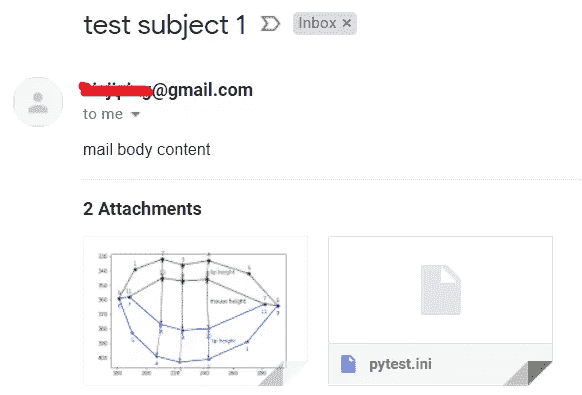 test subject 1 Inbox ×
@gmail.com
to me
mail body content
2 Attachments
lip height
mouse height
lip height
pytest.ini